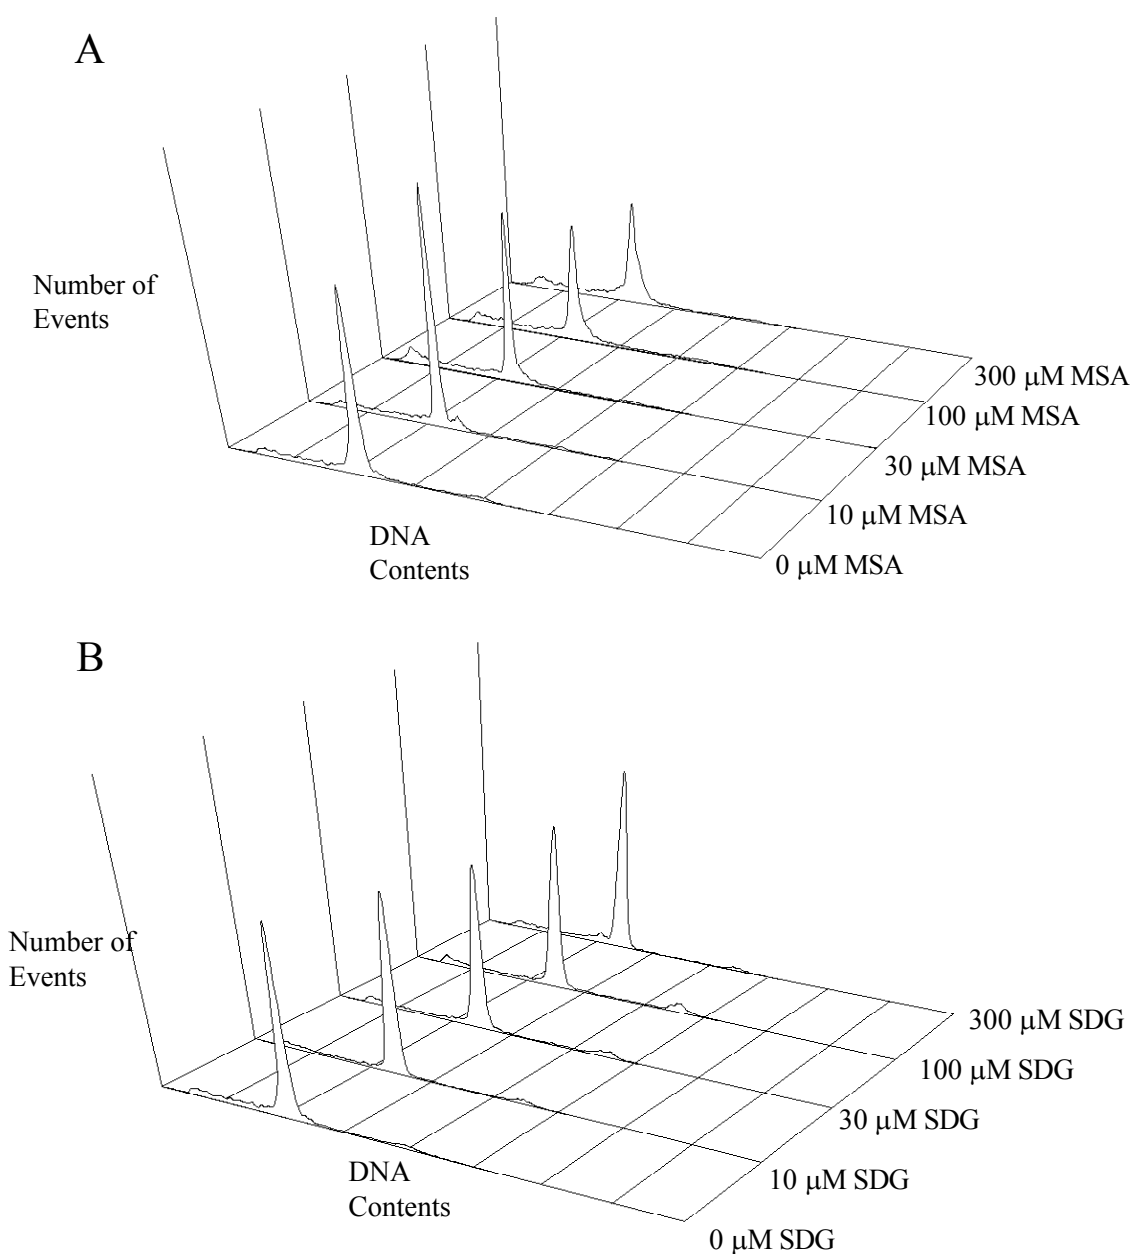 A
Number of
Events
300 μM MSA
100 μM MSA
30 μM MSA
10 μM MSA
0 μM MSA
DNA
Contents
B
Number of
Events
300 μM SDG
100 μM SDG
30 μM SDG
10 μM SDG
0 μM SDG
DNA
Contents